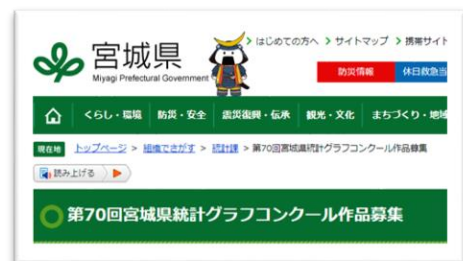 宮城県
Miyagi Prefectural Government
はじめての方へ サイトマップ 携帯サイト
防災情報 休日救急当
くらし・環境 防災・安全 震災復興・伝承 観光・文化 まちづくり・地域
現在地 トップページ > 組織でさがす > 統計課 > 第70回宮城県統計グラフコンクール作品募集
読み上げる
第70回宮城県統計グラフコンクール作品募集